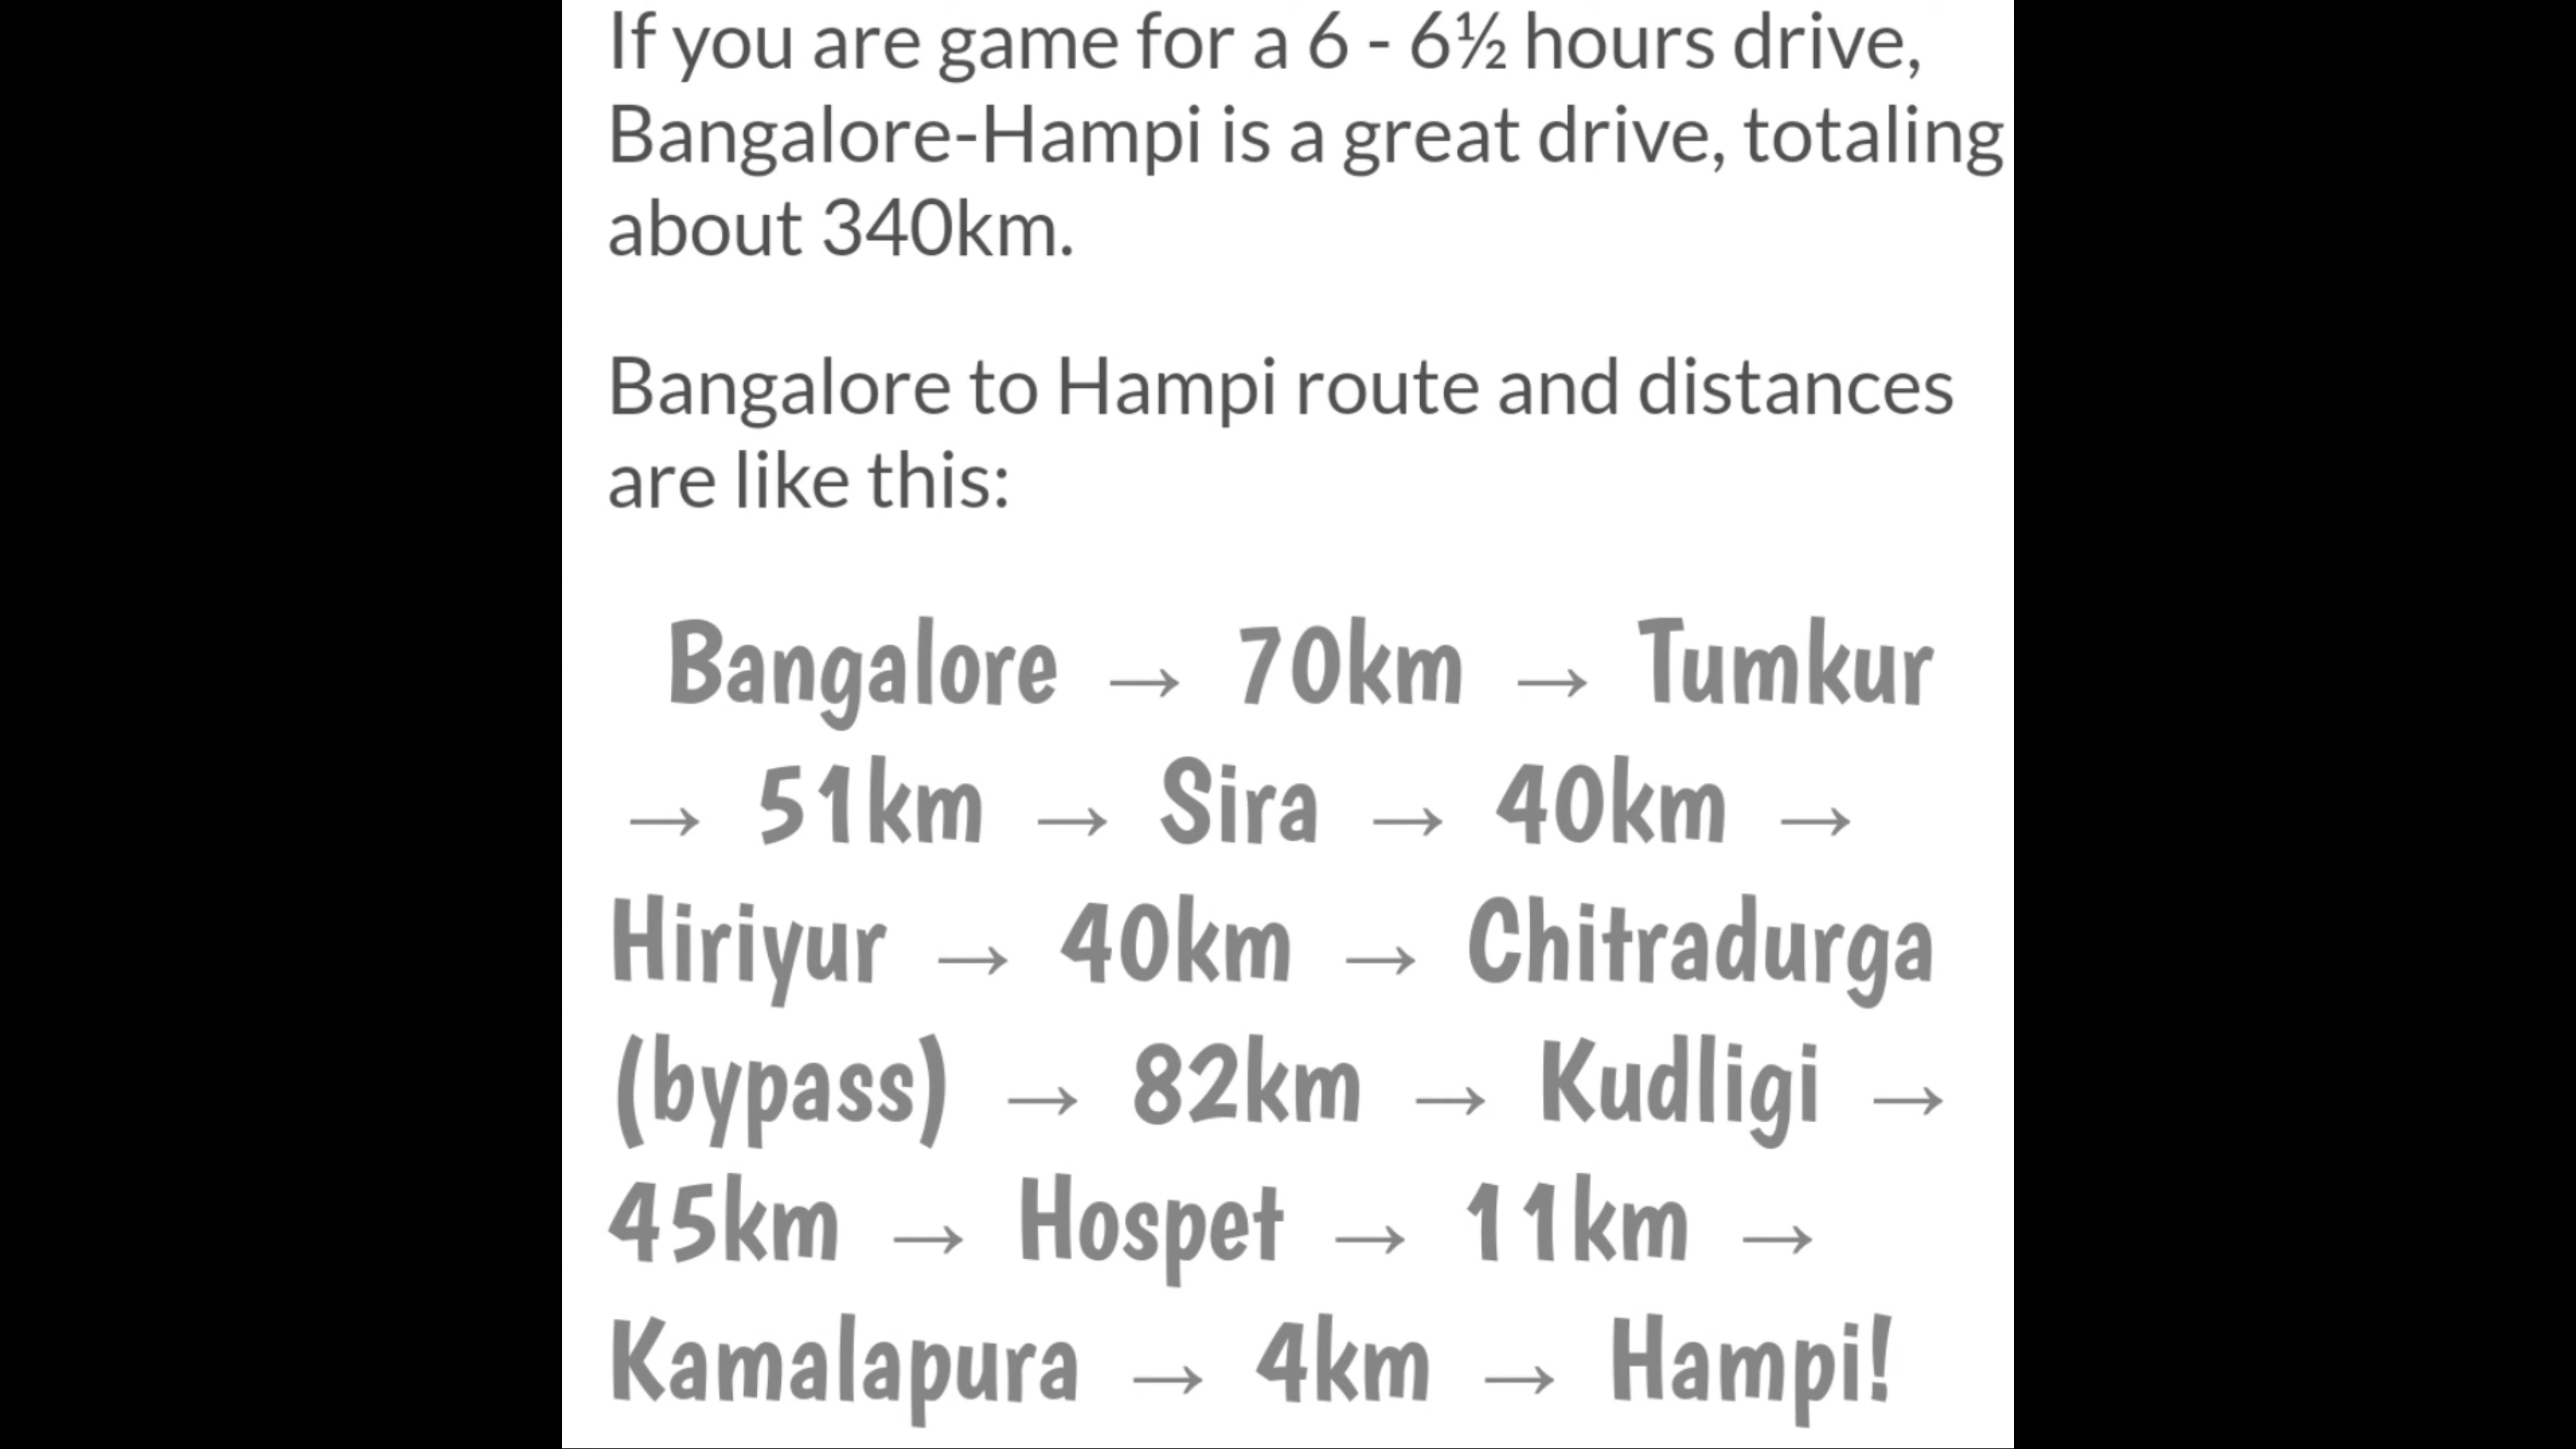 If you are game for a 6 - 6½ hours drive,
Bangalore-Hampi is a great drive, totaling
about 340km.
Bangalore to Hampi route and distances
are like this:
Bangalore → 70km → Tumkur
→ 51km → Sira → 40km →
Hiriyur → 40km → Chitradurga
(bypass) → 82km → Kudligi →
45km → Hospet → 11km →
Kamalapura → 4km → Hampi!